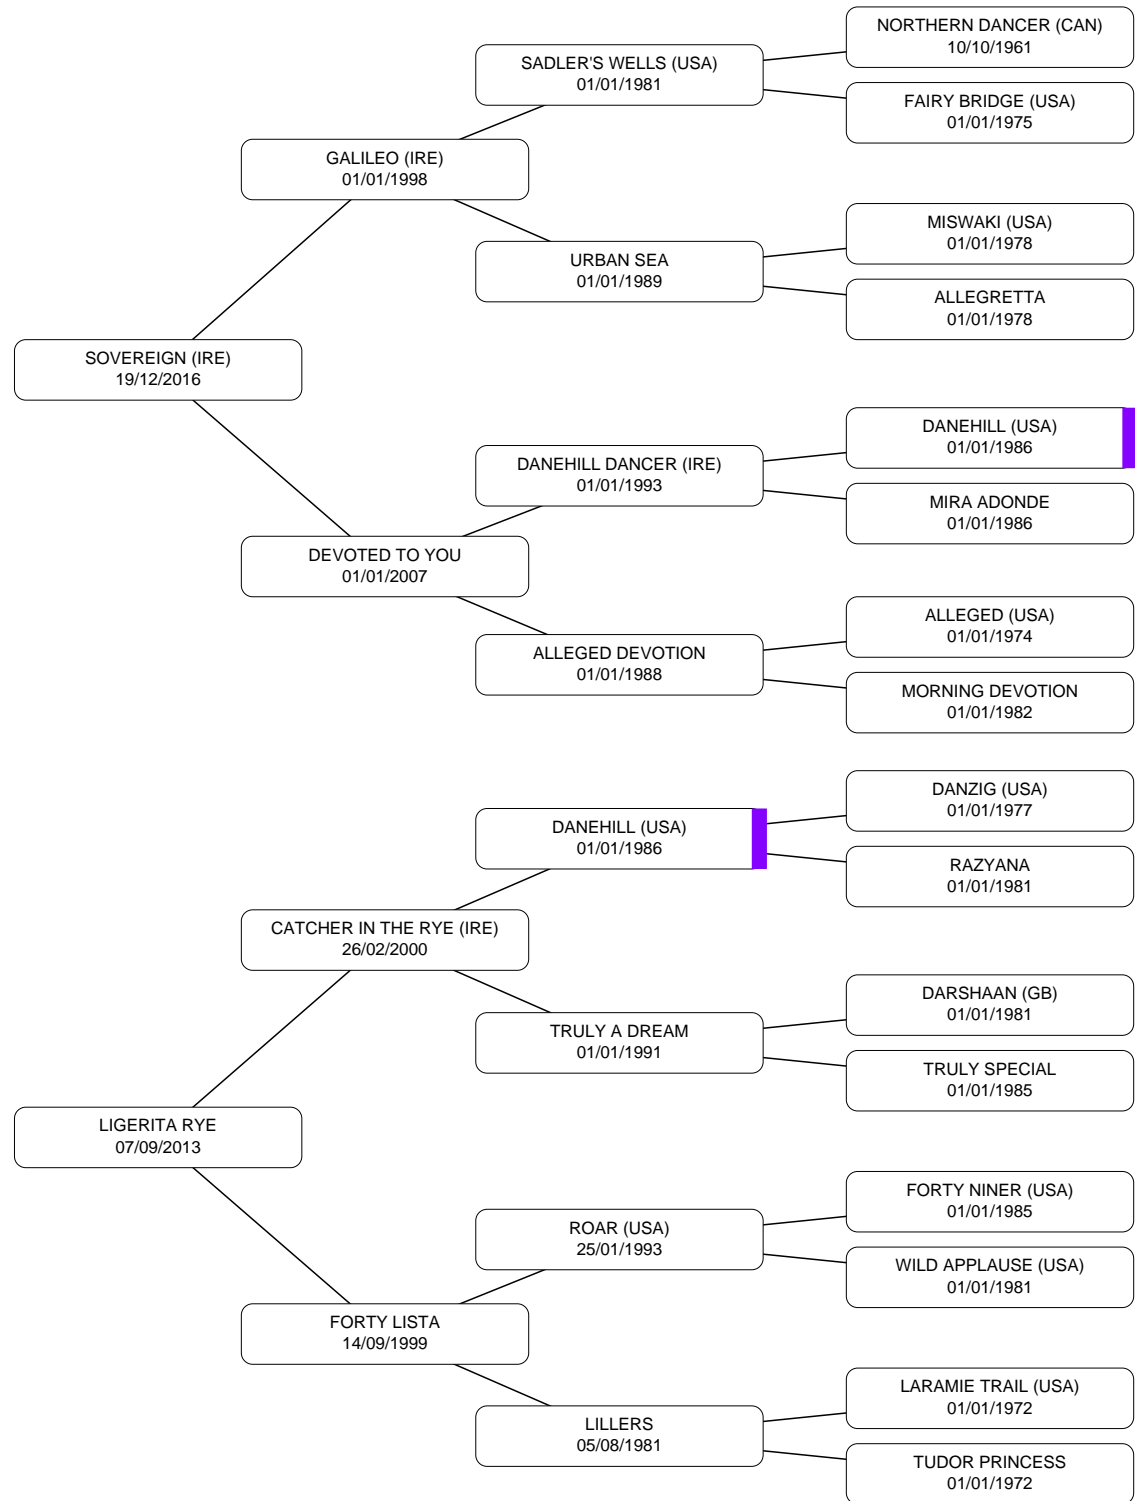 NORTHERN DANCER (CAN)
10/10/1961
SADLER'S WELLS (USA)
01/01/1981
FAIRY BRIDGE (USA)
01/01/1975
GALILEO (IRE)
01/01/1998
MISWAKI (USA)
01/01/1978
URBAN SEA
01/01/1989
ALLEGRETTA
01/01/1978
SOVEREIGN (IRE)
19/12/2016
DANEHILL (USA)
01/01/1986
DANEHILL DANCER (IRE)
01/01/1993
MIRA ADONDE
01/01/1986
DEVOTED TO YOU
01/01/2007
ALLEGED (USA)
01/01/1974
ALLEGED DEVOTION
01/01/1988
MORNING DEVOTION
01/01/1982
DANZIG (USA)
01/01/1977
DANEHILL (USA)
01/01/1986
RAZYANA
01/01/1981
CATCHER IN THE RYE (IRE)
26/02/2000
DARSHAAN (GB)
01/01/1981
TRULY A DREAM
01/01/1991
TRULY SPECIAL
01/01/1985
LIGERITA RYE
07/09/2013
FORTY NINER (USA)
01/01/1985
ROAR (USA)
25/01/1993
WILD APPLAUSE (USA)
01/01/1981
FORTY LISTA
14/09/1999
LARAMIE TRAIL (USA)
01/01/1972
LILLERS
05/08/1981
TUDOR PRINCESS
01/01/1972